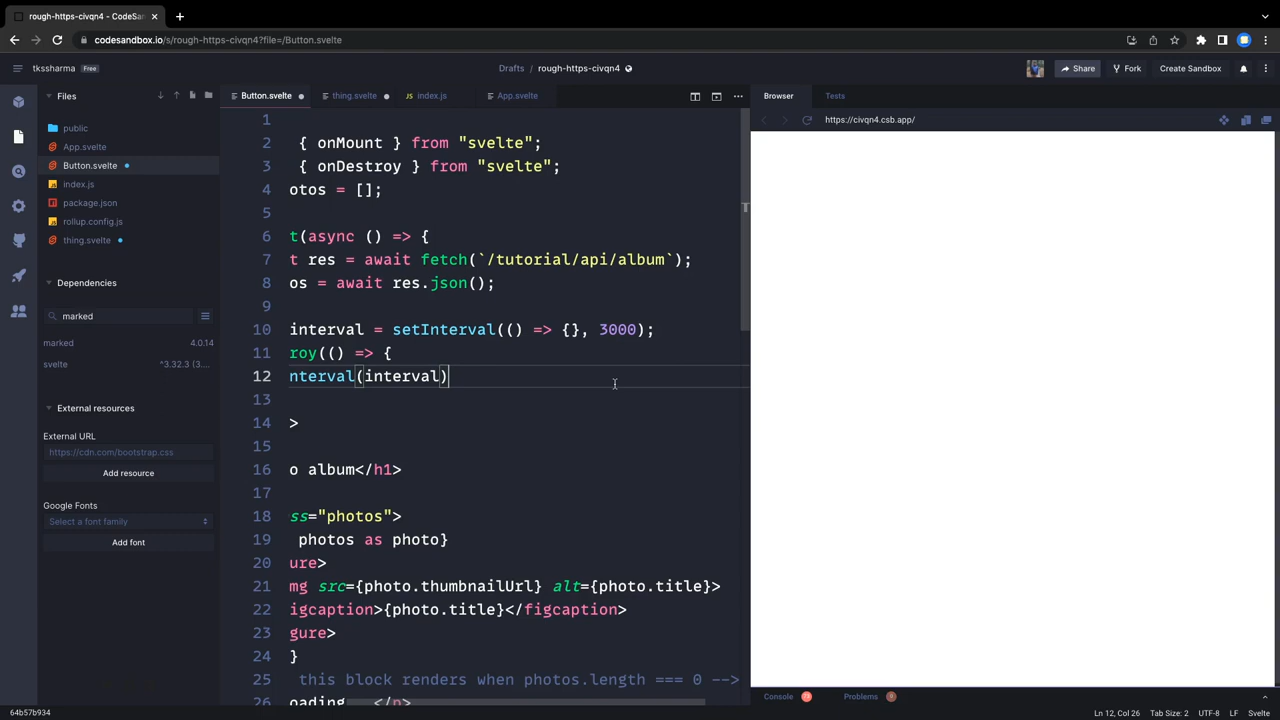 rough-https-civqn4 - CodeSan
codesandbox.io/s/rough-https-civqn4?file=/Button.svelte
tkssharma Free
Drafts / rough-https-civqn4
Share
Fork
Create Sandbox
Files
public
App.svelte
Button.svelte
index.js
package.json
rollup.config.js
thing.svelte
Dependencies
marked
marked 4.0.14
svelte ^3.32.3 (3....
External resources
External URL
https://cdn.com/bootstrap.css
Add resource
Google Fonts
Select a font family
Add font
Button.svelte
thing.svelte
index.js
App.svelte
1
2 { onMount } from "svelte";
3 { onDestroy } from "svelte";
4 otos = [];
5
6 t(async () => {
7 t res = await fetch(`/tutorial/api/album`);
8 os = await res.json();
9
10 interval = setInterval(() => {}, 3000);
11 roy(() => {
12 nterval(interval)
13
14 >
15
16 o album</h1>
17
18 ss="photos">
19 photos as photo}
20 ure>
21 mg src={photo.thumbnailUrl} alt={photo.title}>
22 igcaption>{photo.title}</figcaption>
23 gure>
24 }
25 this block renders when photos.length === 0 -->
26 oading...</p>
Browser
Tests
https://civqn4.csb.app/
Console
Problems
64b57b934
Ln 12, Col 26
Tab Size: 2
UTF-8
LF
Svelte